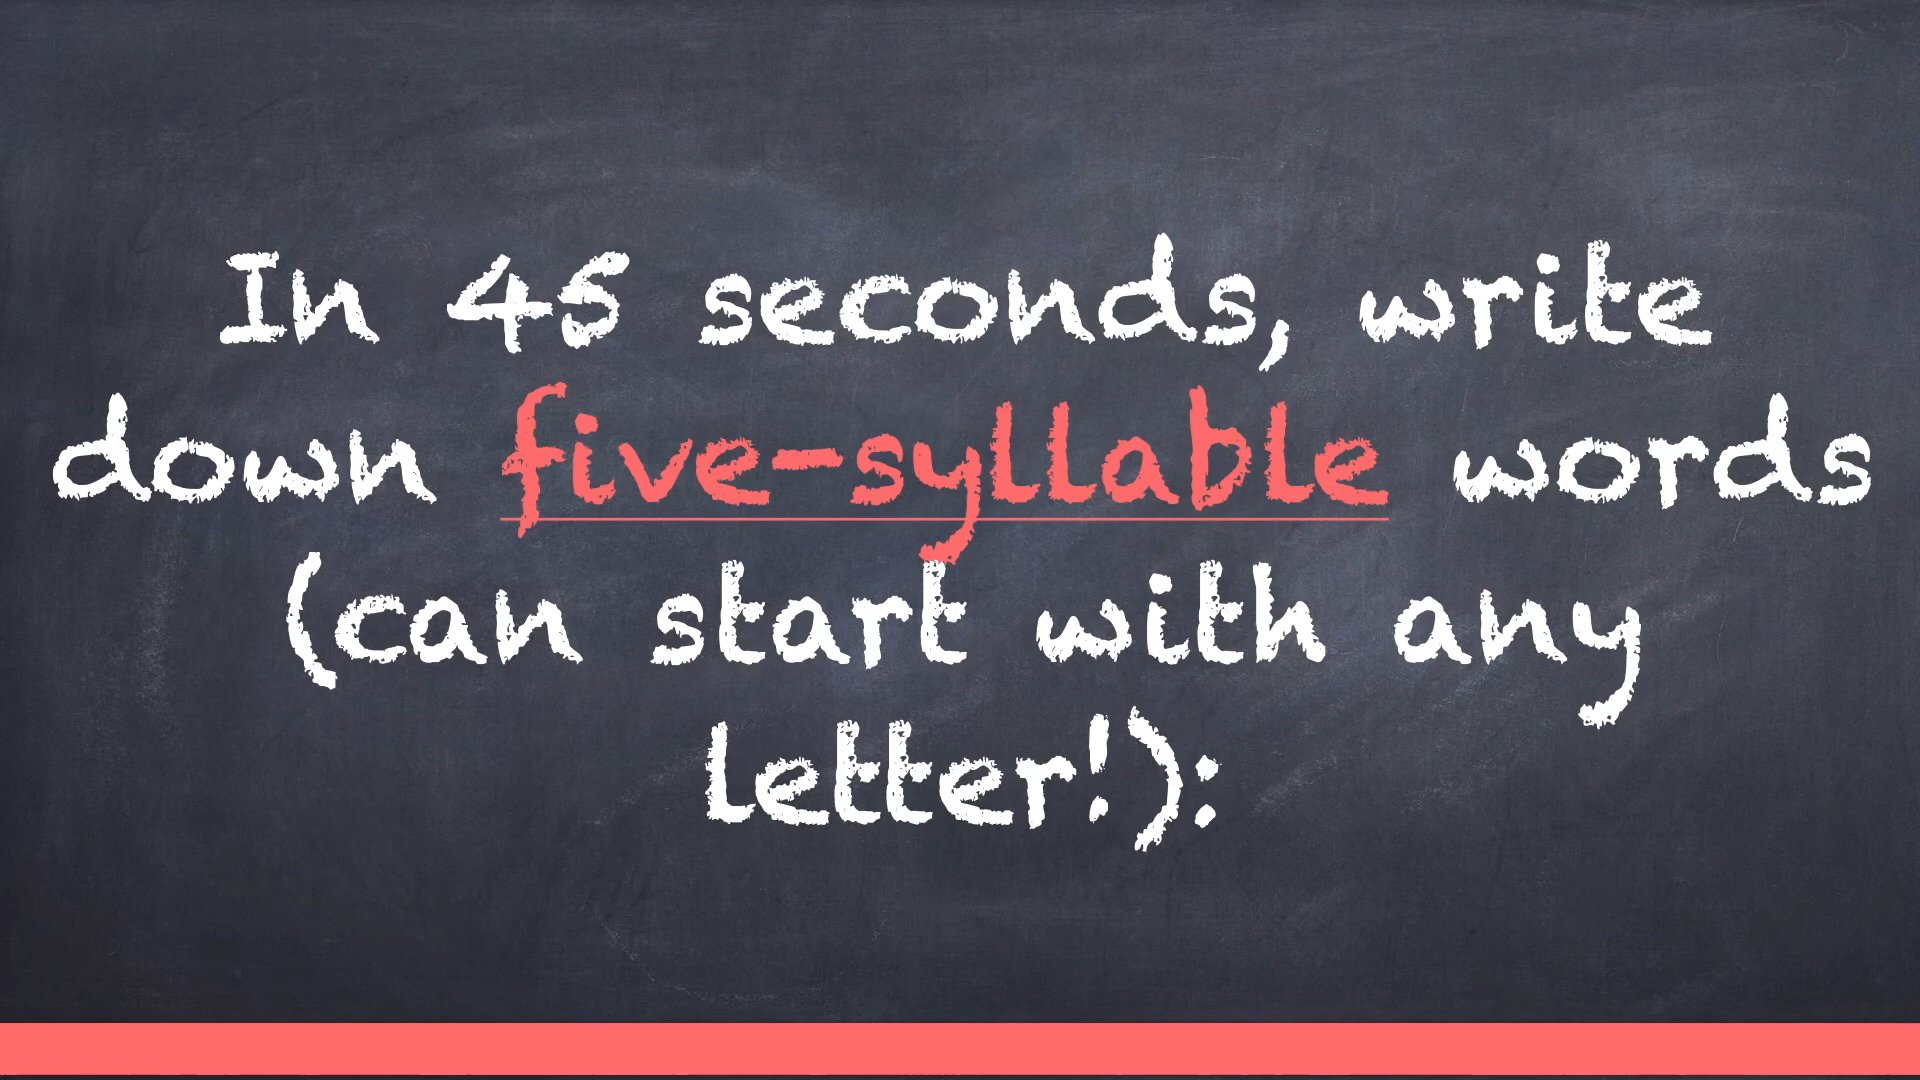 In 45 seconds, write
down five-syllable words
(can start with any
letter!):